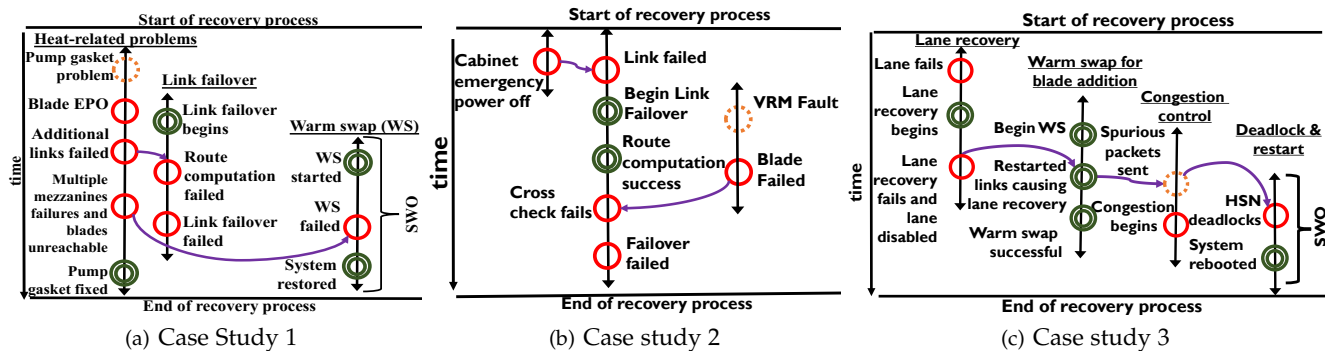 Start of recovery process
time
Heat-related problems
Pump gasket
problem
Blade EPO
Additional
links failed
Multiple
mezzanines
failures and
blades
unreachable
Pump
gasket fixed
Link failover
Link failover
begins
Route
computation
failed
Link failover
failed
Warm swap (WS)
WS
started
WS
failed
System
restored
SWO
End of recovery process
(a) Case Study 1
Start of recovery process
time
Cabinet
emergency
power off
Link failed
Begin Link
Failover
Route
computation
success
Cross
check fails
Failover
failed
VRM Fault
Blade
Failed
End of recovery process
(b) Case study 2
Start of recovery process
time
Lane recovery
Lane fails
Lane
recovery
begins
Lane
recovery
fails and
lane
disabled
Warm swap for
blade addition
Begin WS
Restarted
links causing
lane recovery
Warm swap
successful
Congestion
control
Spurious
packets
sent
Congestion
begins
Deadlock &
restart
HSN
deadlocks
System
rebooted
SWO
End of recovery process
(c) Case study 3